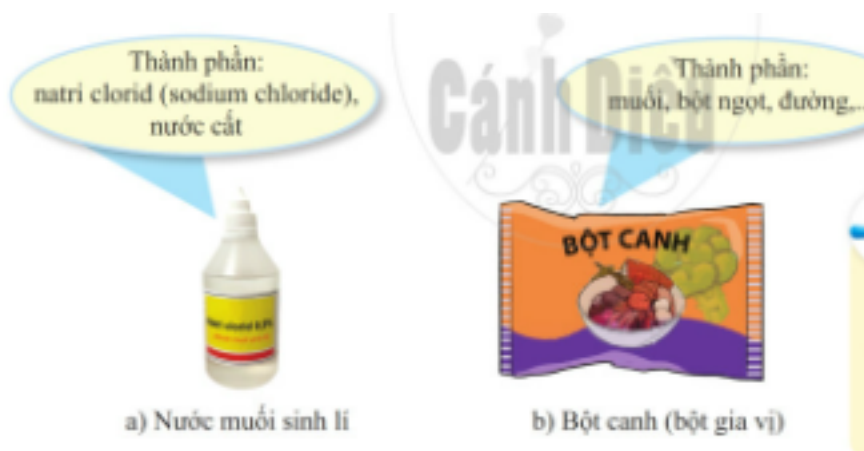 Thành phần:
natri clorid (sodium chloride),
nước cất
Cánh Diều
Thành phần:
muối, bột ngọt, đường,...
BỘT CANH
a) Nước muối sinh lí
b) Bột canh (bột gia vị)